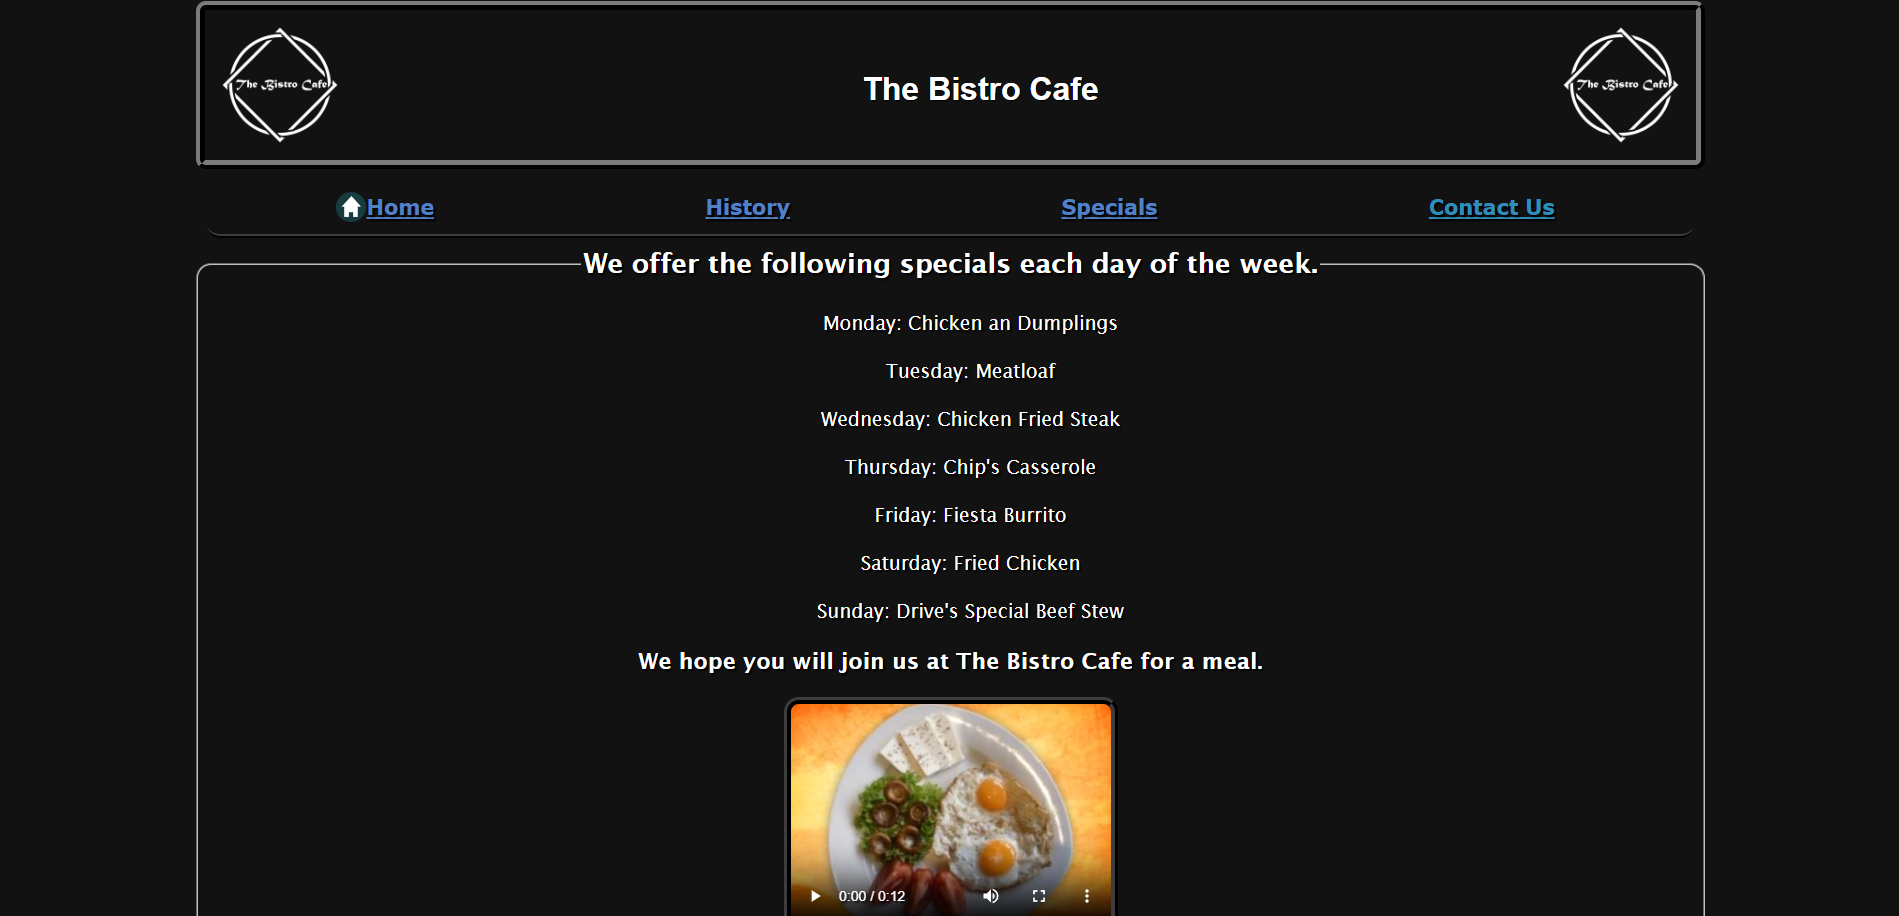 The Bistro Cafe
The Bistro Cafe
The Bistro Cafe
Home
History
Specials
Contact Us
We offer the following specials each day of the week.
Monday: Chicken an Dumplings
Tuesday: Meatloaf
Wednesday: Chicken Fried Steak
Thursday: Chip's Casserole
Friday: Fiesta Burrito
Saturday: Fried Chicken
Sunday: Drive's Special Beef Stew
We hope you will join us at The Bistro Cafe for a meal.
0:00 / 0:12